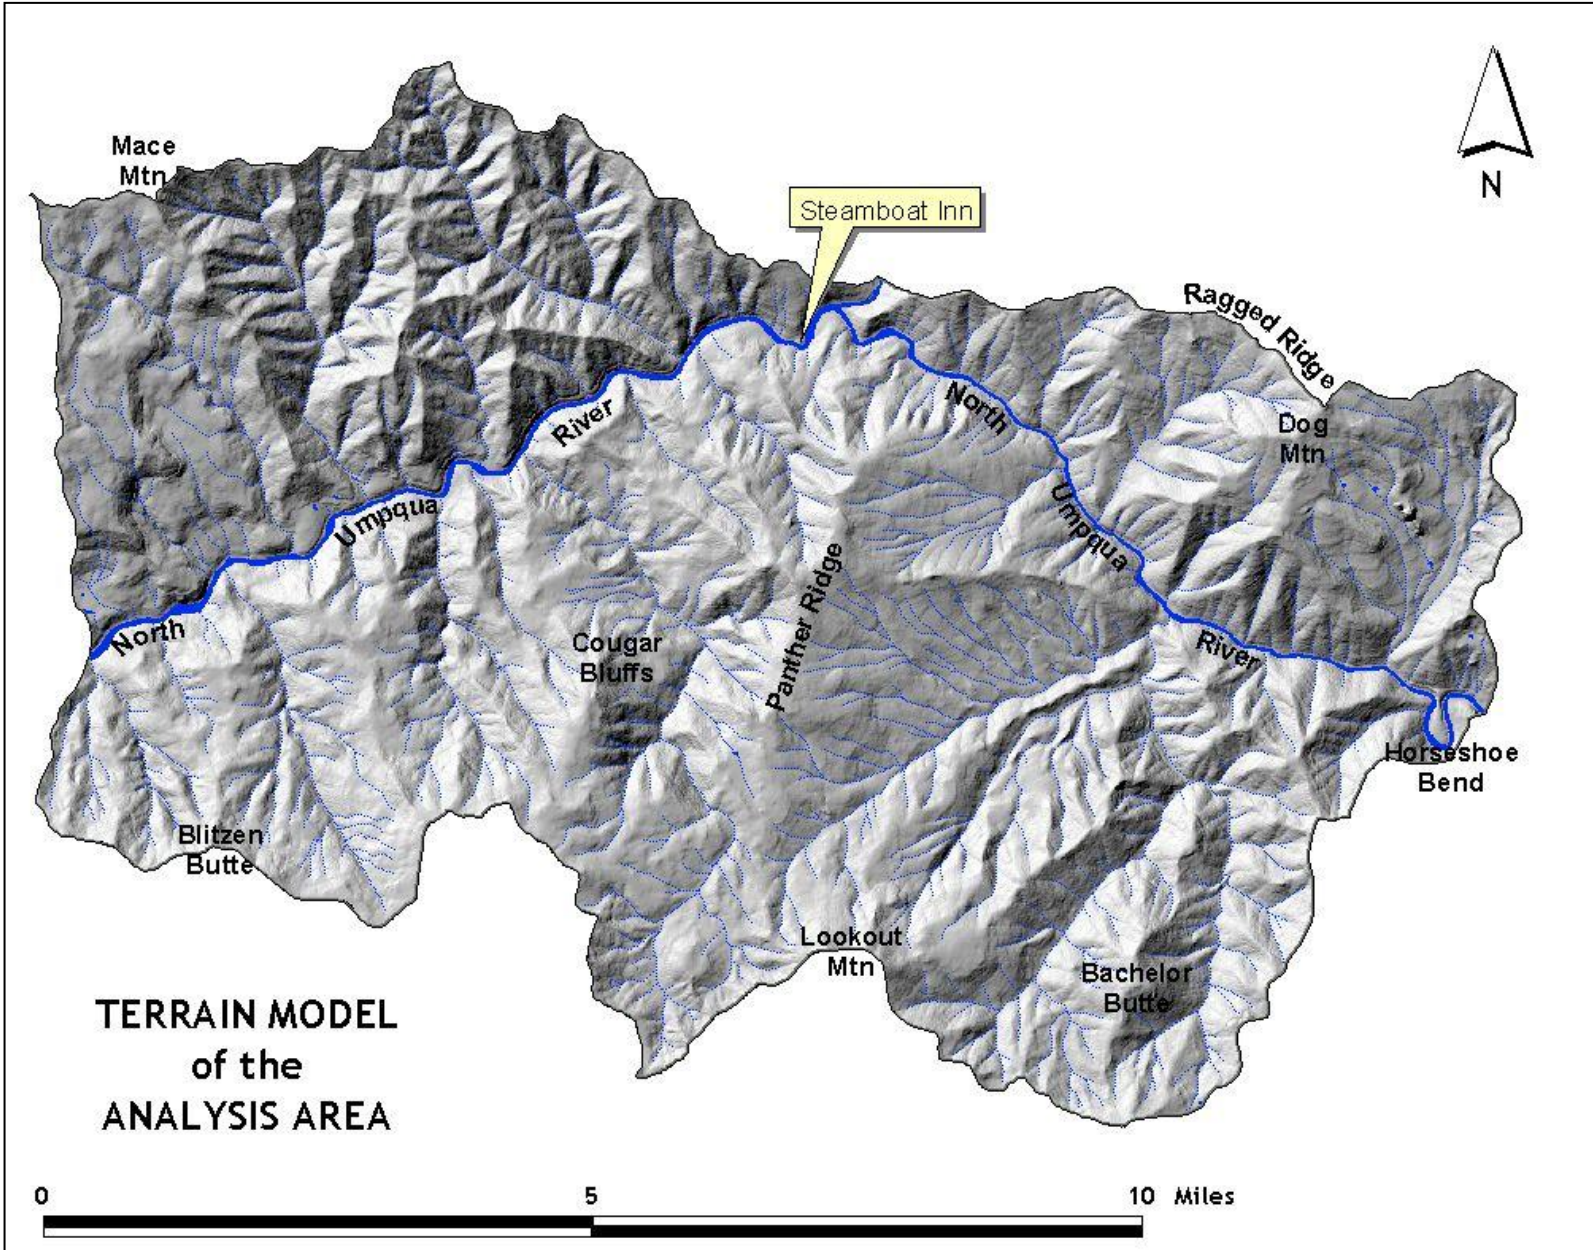 Mace
Mtn
N
Steamboat Inn
Ragged Ridge
North
River
Dog
Mtn
Umpqua
Umpqua
Panther Ridge
North
River
Cougar
Bluffs
Horseshoe
Bend
Blitzen
Butte
Lookout
Mtn
Bachelor
Butte
TERRAIN MODEL
of the
ANALYSIS AREA
0 5 10 Miles